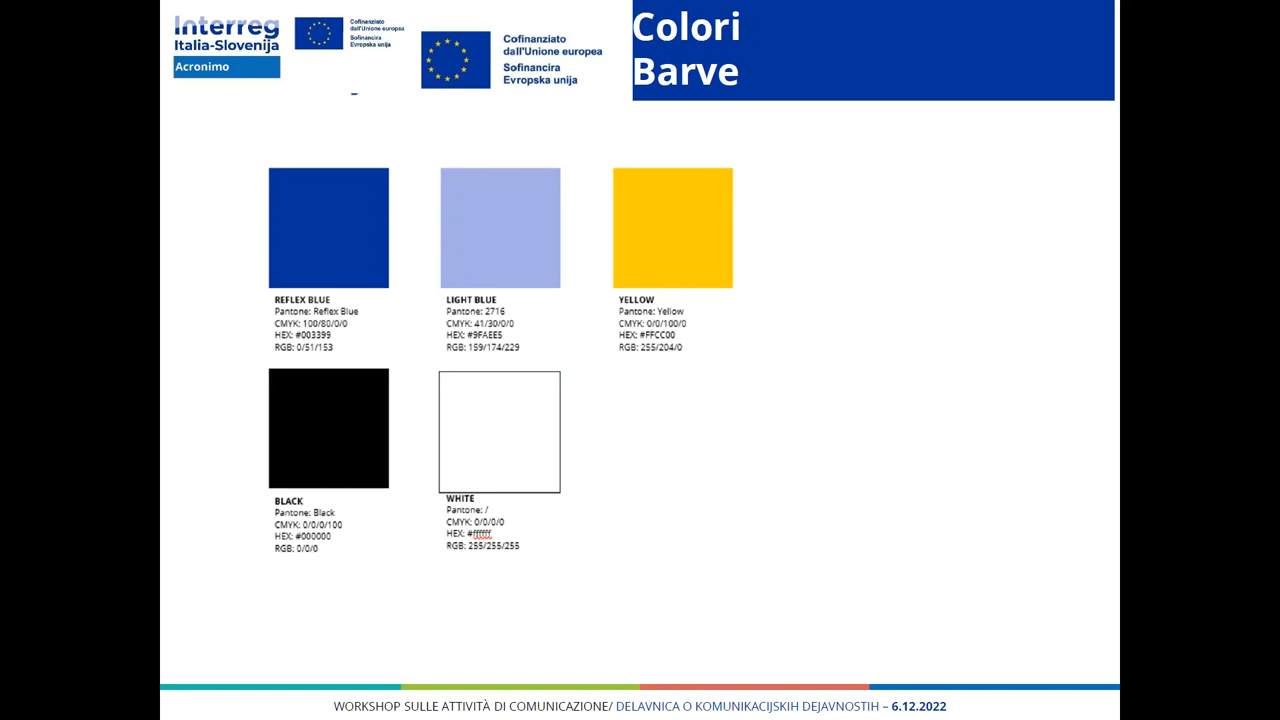 Interreg
Italia-Slovenija
Acronimo
Cofinanziato
dall'Unione europea
Sofinancira
Evropska unija
Cofinanziato
dall'Unione europea
Sofinancira
Evropska unija
Colori
Barve
REFLEX BLUE
Pantone: Reflex Blue
CMYK: 100/80/0/0
HEX: #003399
RGB: 0/51/153
LIGHT BLUE
Pantone: 2716
CMYK: 41/30/0/0
HEX: #9FAEE5
RGB: 159/174/229
YELLOW
Pantone: Yellow
CMYK: 0/0/100/0
HEX: #FFCC00
RGB: 255/204/0
BLACK
Pantone: Black
CMYK: 0/0/0/100
HEX: #000000
RGB: 0/0/0
WHITE
Pantone: /
CMYK: 0/0/0/0
HEX: #ffffff
RGB: 255/255/255
WORKSHOP SULLE ATTIVITÀ DI COMUNICAZIONE/ DELAVNICA O KOMUNIKACIJSKIH DEJAVNOSTIH – 6.12.2022